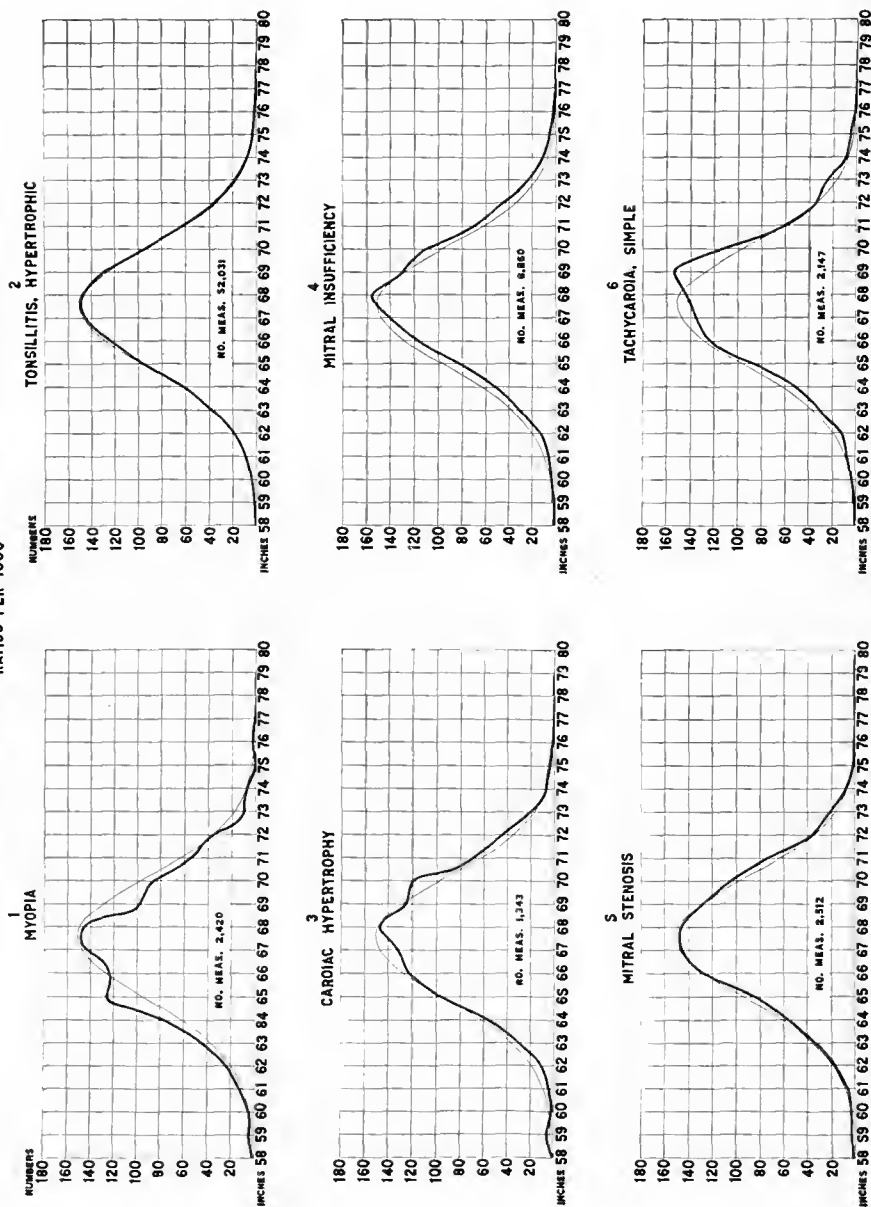 RATIOS PER 1000
1
MYOPIA
NUMBERS
180
160
140
120
100
80
60
40
20
NO. MEAS. 2,420
INCHES 58 59 60 61 62 63 64 65 66 67 68 69 70 71 72 73 74 75 76 77 78 79 80
2
TONSILLITIS, HYPERTROPHIC
NUMBERS
180
160
140
120
100
80
60
40
20
NO. MEAS. 52,031
INCHES 58 59 60 61 62 63 64 65 66 67 68 69 70 71 72 73 74 75 76 77 78 79 80
3
CARDIAC HYPERTROPHY
180
160
140
120
100
80
60
40
20
NO. MEAS. 1,343
INCHES 58 59 60 61 62 63 64 65 66 67 68 69 70 71 72 73 74 75 76 77 78 79 80
4
MITRAL INSUFFICIENCY
180
160
140
120
100
80
60
40
20
NO. MEAS. 6,860
INCHES 58 59 60 61 62 63 64 65 66 67 68 69 70 71 72 73 74 75 76 77 78 79 80
5
MITRAL STENOSIS
180
160
140
120
100
80
60
40
20
NO. MEAS. 2,512
INCHES 58 59 60 61 62 63 64 65 66 67 68 69 70 71 72 73 74 75 76 77 78 79 80
6
TACHYCARDIA, SIMPLE
180
160
140
120
100
80
60
40
20
NO. MEAS. 2,147
INCHES 58 59 60 61 62 63 64 65 66 67 68 69 70 71 72 73 74 75 76 77 78 79 80